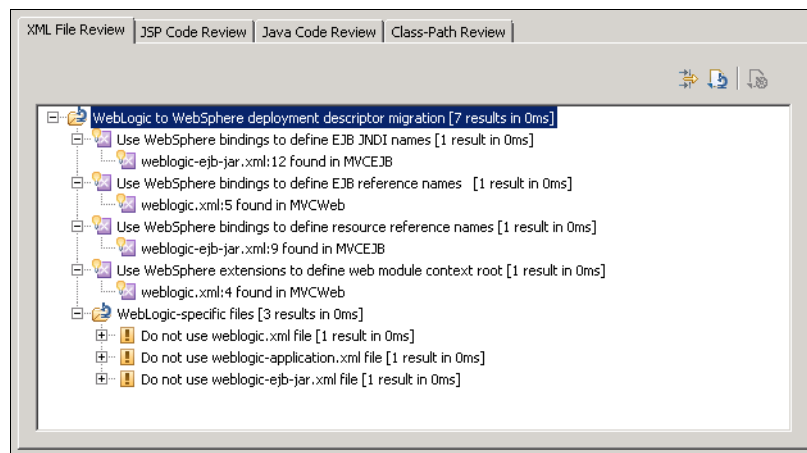 XML File Review JSP Code Review Java Code Review Class-Path Review
WebLogic to WebSphere deployment descriptor migration [7 results in 0ms]
Use WebSphere bindings to define EJB JNDI names [1 result in 0ms]
weblogic-ejb-jar.xml:12 found in MVCEJB
Use WebSphere bindings to define EJB reference names [1 result in 0ms]
weblogic.xml:5 found in MVCWeb
Use WebSphere bindings to define resource reference names [1 result in 0ms]
weblogic-ejb-jar.xml:9 found in MVCEJB
Use WebSphere extensions to define web module context root [1 result in 0ms]
weblogic.xml:4 found in MVCWeb
WebLogic-specific files [3 results in 0ms]
Do not use weblogic.xml file [1 result in 0ms]
Do not use weblogic-application.xml file [1 result in 0ms]
Do not use weblogic-ejb-jar.xml file [1 result in 0ms]